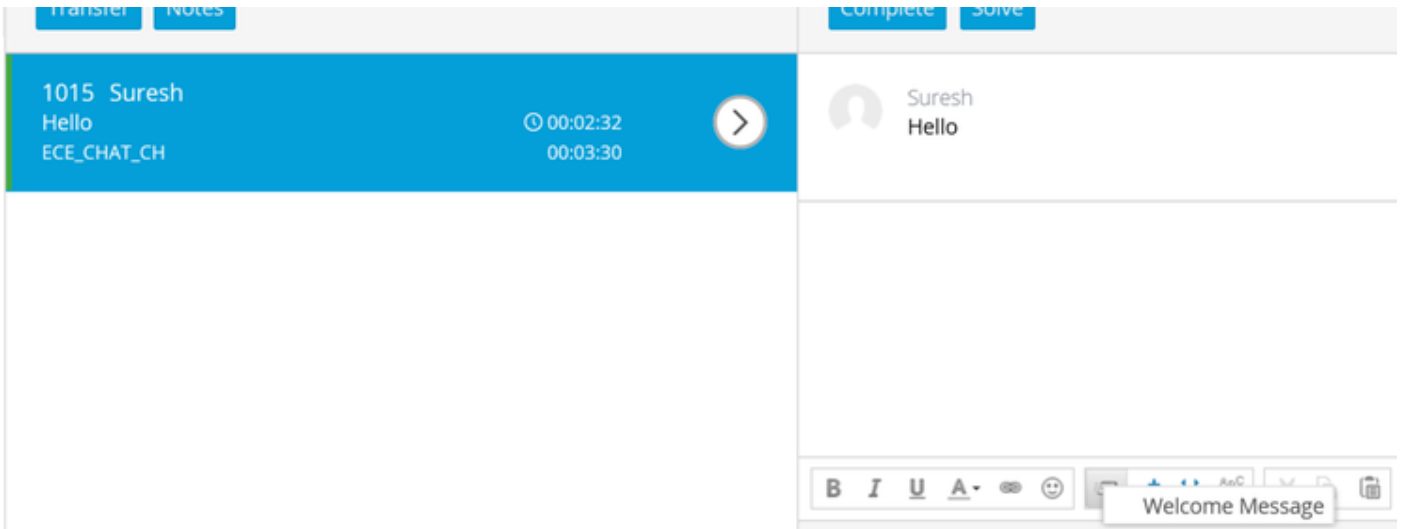 Transfer Notes
Complete Solve
1015 Suresh
Hello
00:02:32
ECE_CHAT_CH
00:03:30
Suresh
Hello
B I U A
Welcome Message